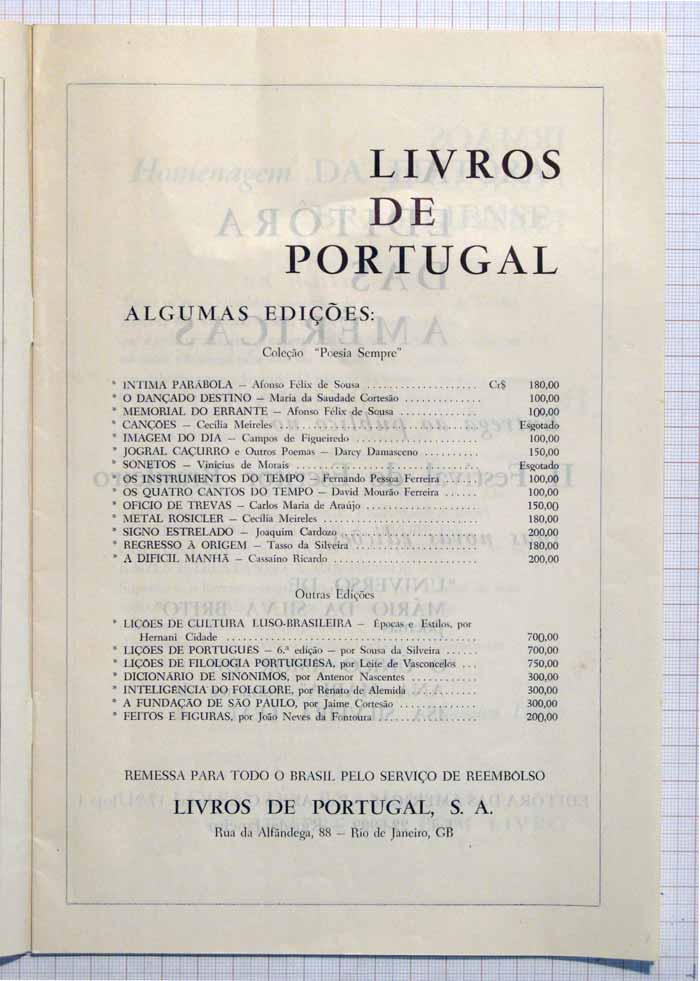 LIVROS
DE
PORTUGAL
ALGUMAS EDIÇÕES:
Coleção "Poesia Sempre"
* INTIMA PARÁBOLA — Afonso Félix de Sousa .................... Cr$ 180,00
* O DANÇADO DESTINO — Maria da Saudade Cortesão .............. 100,00
* MEMORIAL DO ERRANTE — Afonso Félix de Sousa .............. 100,00
* CANÇÕES — Cecília Meireles .................... Esgotado
* IMAGEM DO DIA — Campos de Figueiredo .................... 100,00
* JOGRAL CAÇURRO e Outros Poemas — Darcy Damasceno .......... 150,00
* SONETOS — Vinícius de Morais .................... Esgotado
* OS INSTRUMENTOS DO TEMPO — Fernando Pessoa Ferreira ...... 100,00
* OS QUATRO CANTOS DO TEMPO — David Mourão Ferreira ...... 100,00
* OFICIO DE TREVAS — Carlos Maria de Araújo .................... 150,00
* METAL ROSICLER — Cecília Meireles .................... 180,00
* SIGNO ESTRELADO — Joaquim Cardozo .................... 200,00
* REGRESSO À ORIGEM — Tasso da Silveira .................... 180,00
* A DIFICIL MANHÃ — Cassaino Ricardo .................... 200,00
Outras Edições
* LIÇÕES DE CULTURA LUSO-BRASILEIRA — Épocas e Estilos, por
Hernani Cidade .................... 700,00
* LIÇÕES DE PORTUGUÊS — 6.ª edição — por Sousa da Silveira ...... 700,00
* LIÇÕES DE FILOLOGIA PORTUGUÊSA, por Leite de Vasconcelos ... 750,00
* DICIONÁRIO DE SINÔNIMOS, por Antenor Nascentes ............ 300,00
* INTELIGÊNCIA DO FOLCLORE, por Renato de Alemida ............ 300,00
* A FUNDAÇÃO DE SÃO PAULO, por Jaime Cortesão .............. 300,00
* FEITOS E FIGURAS, por João Neves da Fontoura .................. 200,00
REMESSA PARA TODO O BRASIL PELO SERVIÇO DE REEMBÔLSO
LIVROS DE PORTUGAL, S. A.
Rua da Alfândega, 88 — Rio de Janeiro, GB